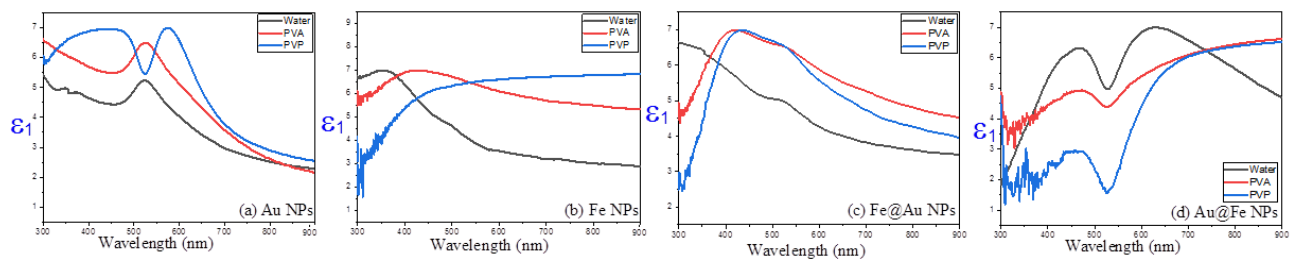 Water
PVA
PVP
ε1
7
6
5
4
3
2
1
(a) Au NPs
300 400 500 600 700 800 900
Wavelength (nm)
Water
PVA
PVP
ε1
9
8
7
6
5
4
3
2
1
(b) Fe NPs
300 400 500 600 700 800 900
Wavelength (nm)
Water
PVA
PVP
ε1
7
6
5
4
3
2
1
(c) Fe@Au NPs
300 400 500 600 700 800 900
Wavelength (nm)
Water
PVA
PVP
ε1
7
6
5
4
3
2
1
(d) Au@Fe NPs
300 400 500 600 700 800 900
Wavelength (nm)